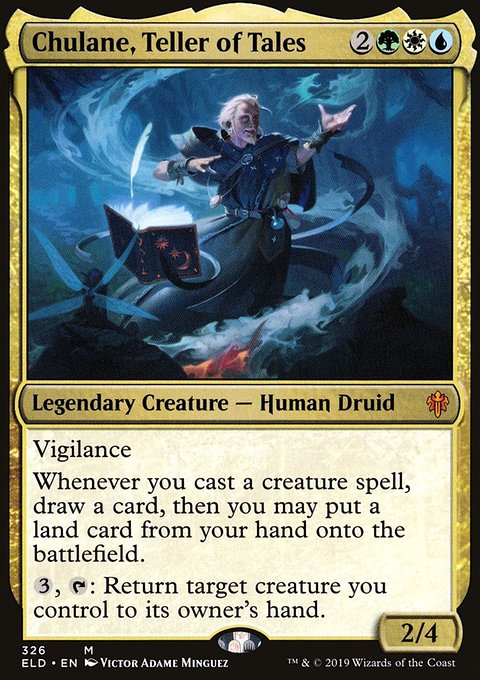 Chulane, Teller of Tales 2
Legendary Creature — Human Druid
Vigilance
Whenever you cast a creature spell,
draw a card, then you may put a
land card from your hand onto the
battlefield.
3, : Return target creature you
control to its owner's hand.
2/4
326 M
ELD • EN Victor Adame Minguez
™ & © 2019 Wizards of the Coast